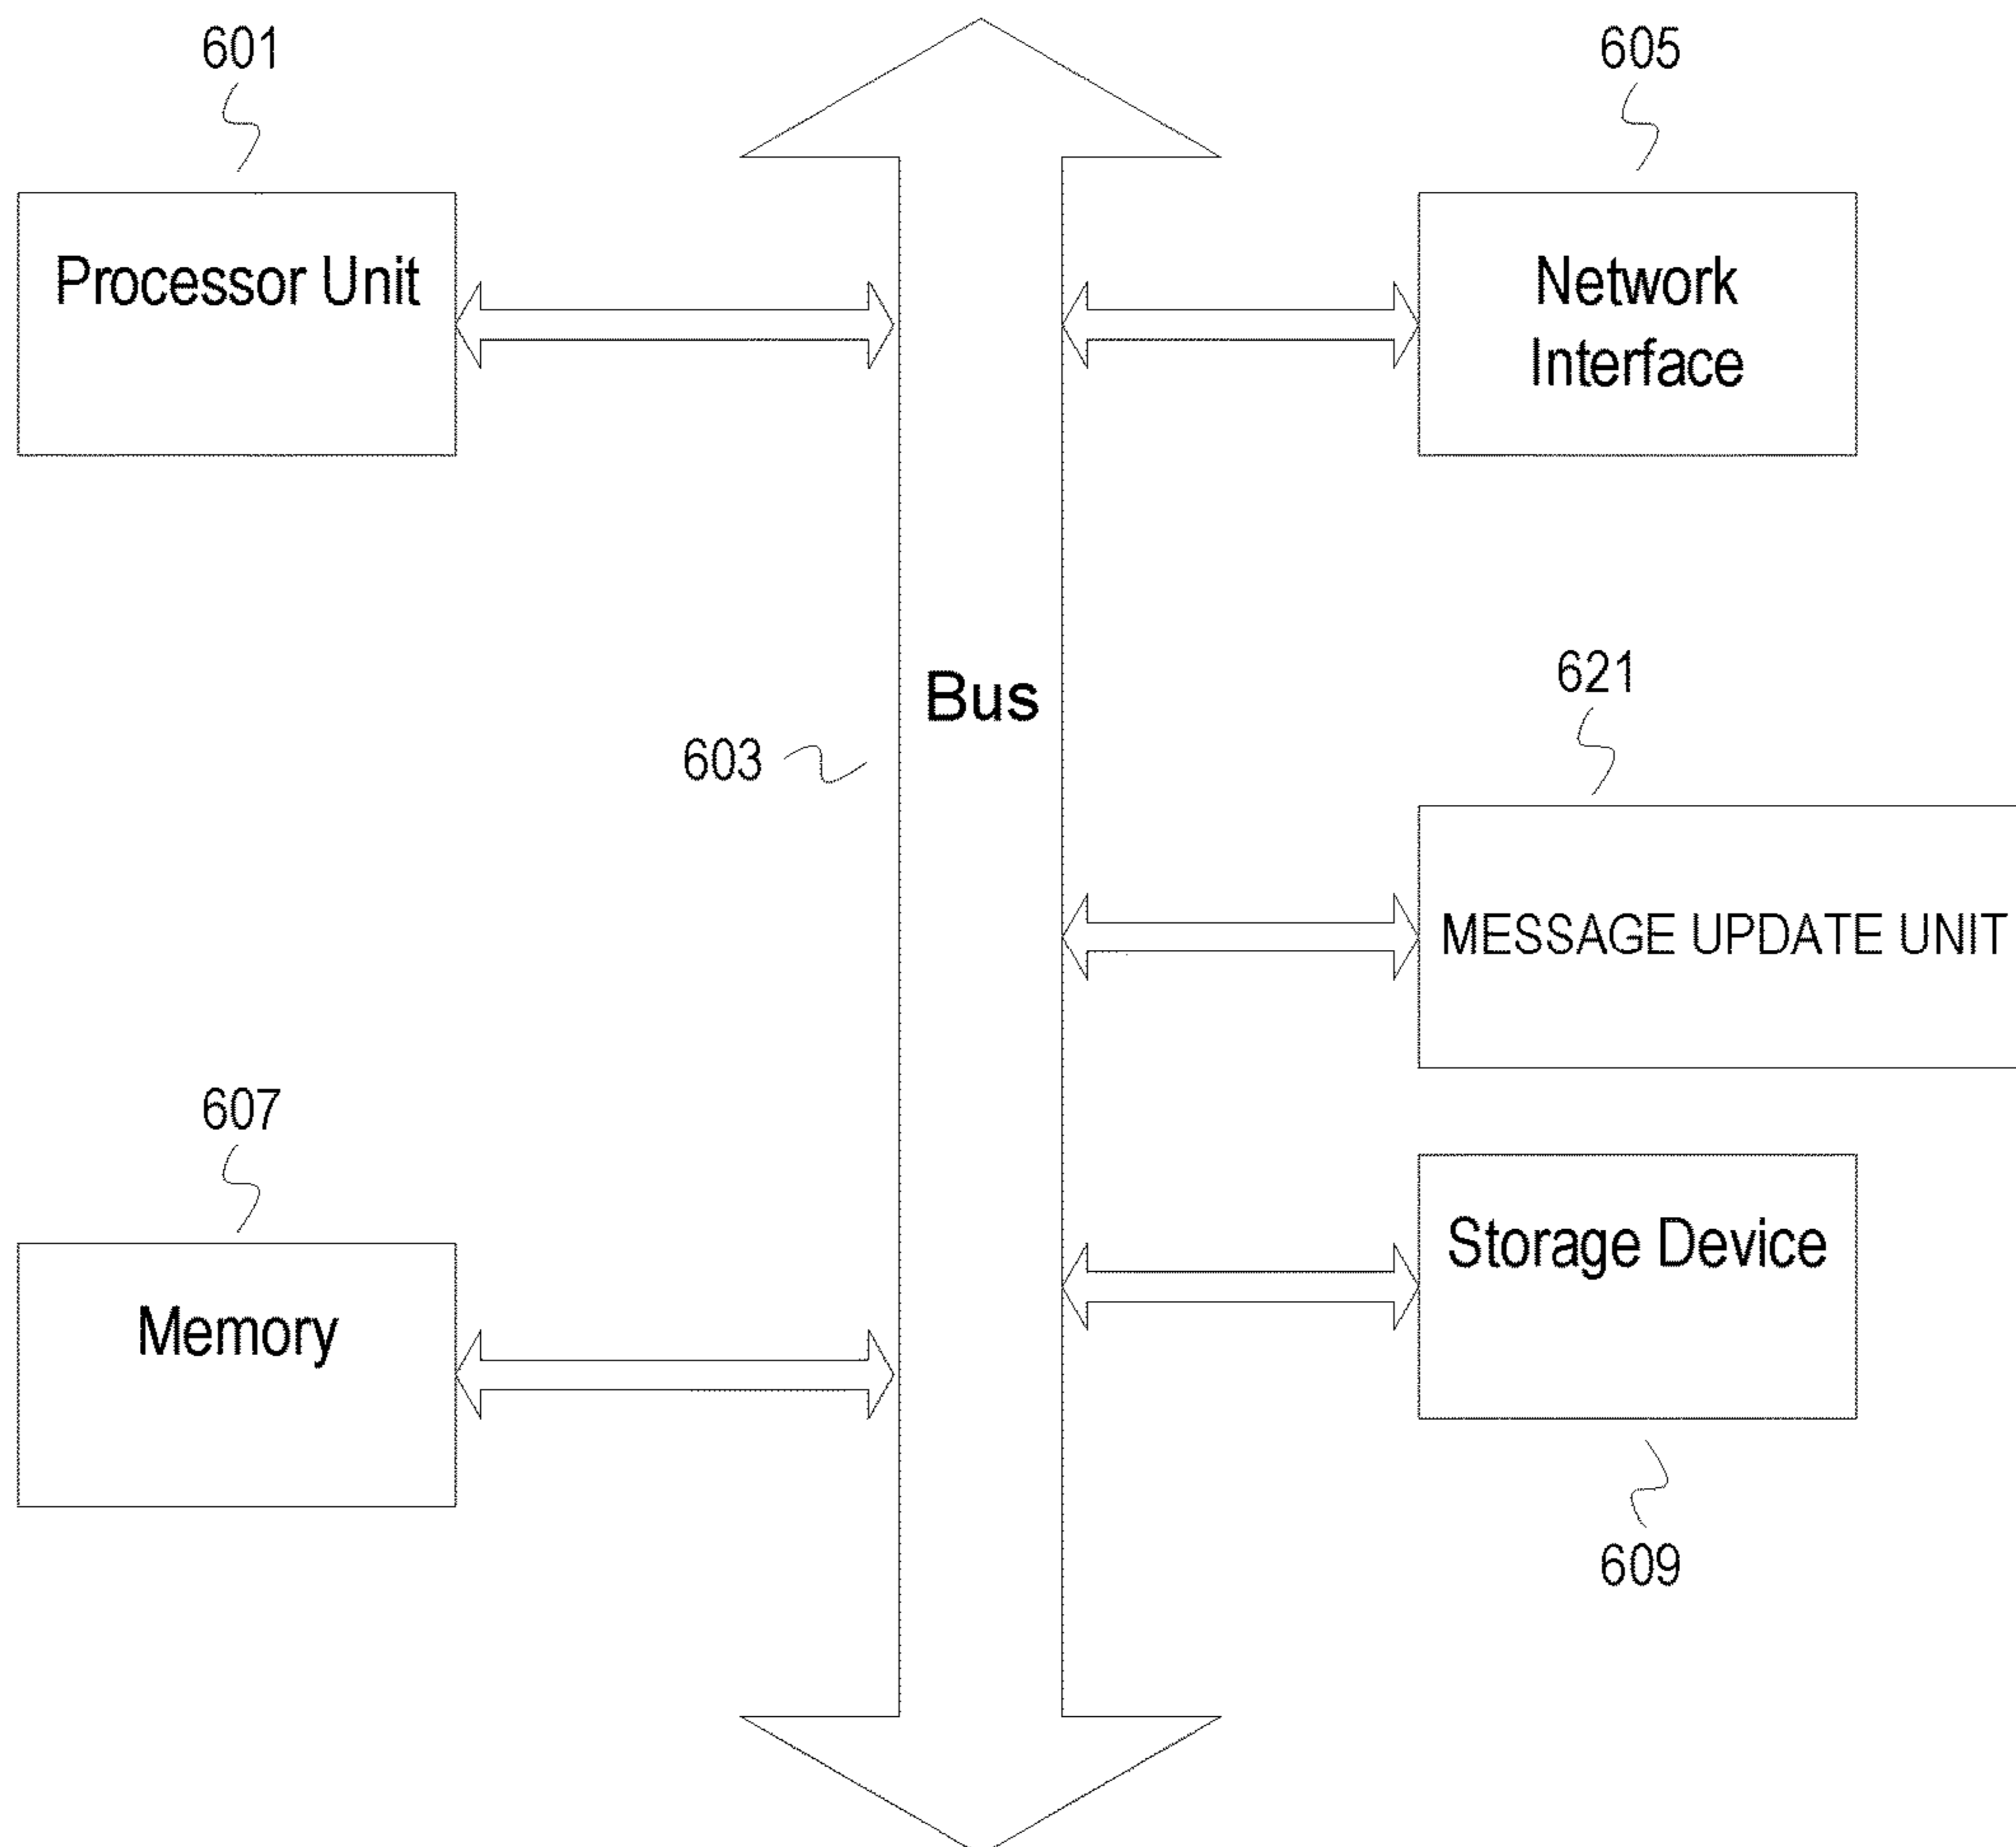 601
605
Processor Unit
Network
Interface
621
Bus
603
MESSAGE UPDATE UNIT
607
Storage Device
Memory
609